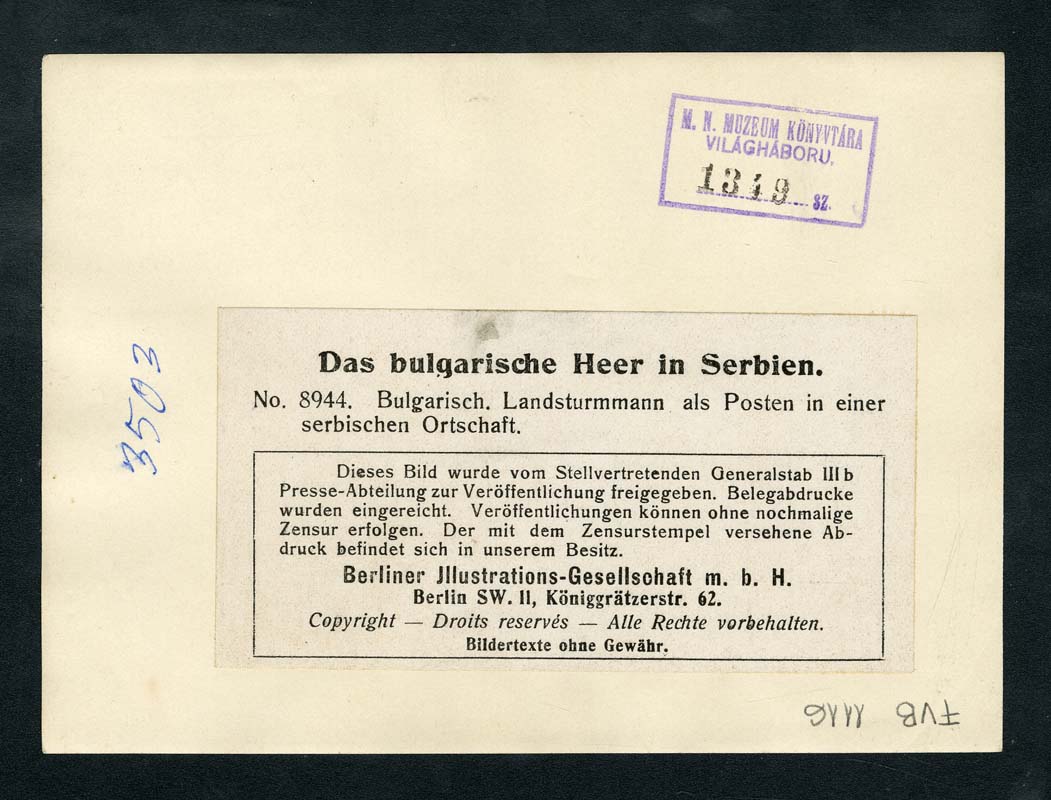 M. N. MUZEUM KÖNYVTÁRA
VILÁGHÁBORU,
1349 SZ.
3503
Das bulgarische Heer in Serbien.
No. 8944. Bulgarisch. Landsturmmann als Posten in einer
serbischen Ortschaft.
Dieses Bild wurde vom Stellvertretenden Generalstab III b
Presse-Abteilung zur Veröffentlichung freigegeben. Belegabdrucke
wurden eingereicht. Veröffentlichungen können ohne nochmalige
Zensur erfolgen. Der mit dem Zensurstempel versehene Ab-
druck befindet sich in unserem Besitz.
Berliner Jllustrations-Gesellschaft m. b. H.
Berlin SW. 11, Königgrätzerstr. 62.
Copyright — Droits reservés — Alle Rechte vorbehalten.
Bildertexte ohne Gewähr.